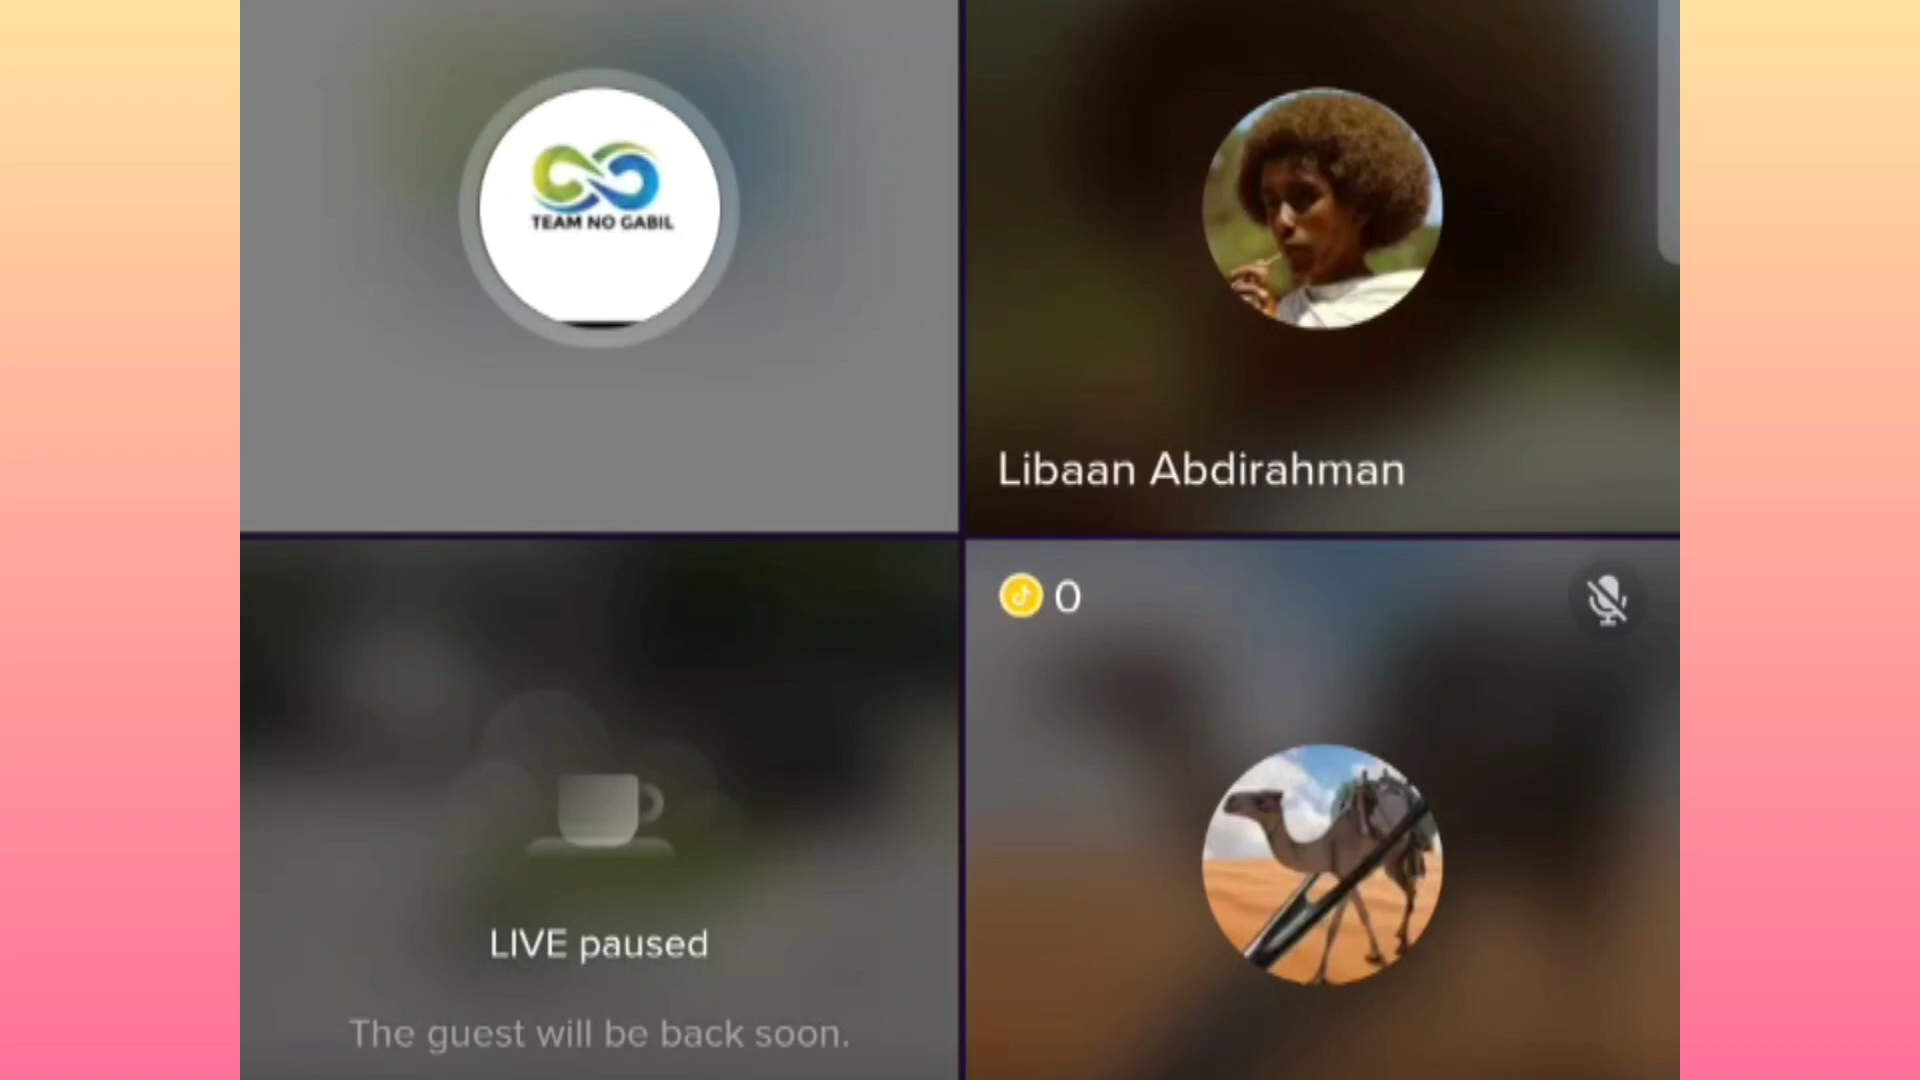 TEAM NO GABIL
Libaan Abdirahman
0
LIVE paused
The guest will be back soon.